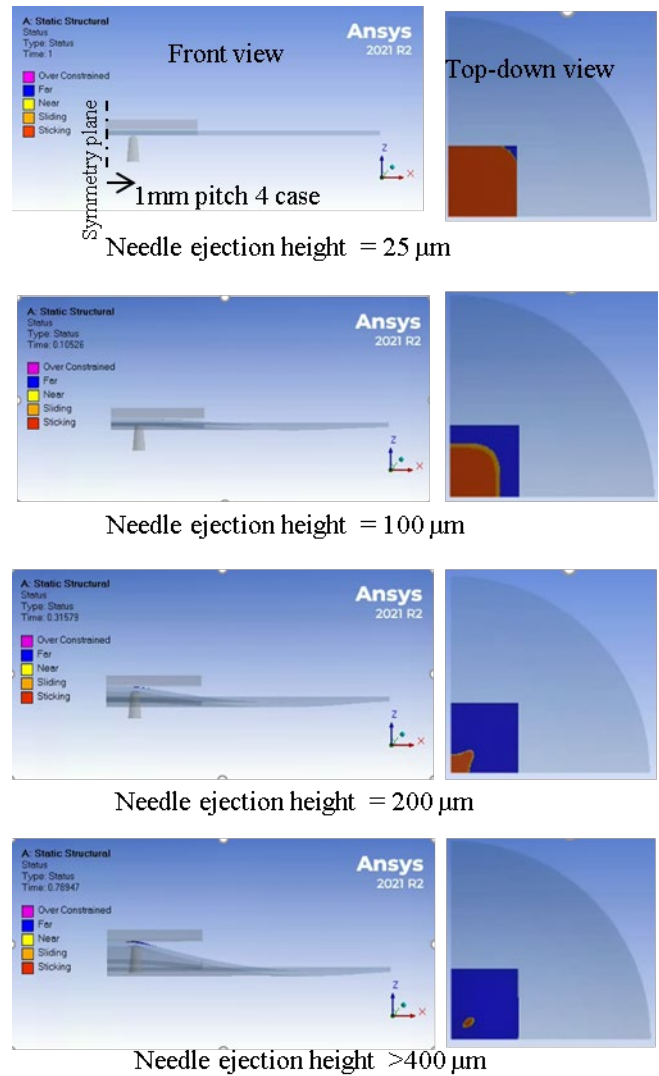 A: Static Structural
Status
Type: Status
Time: 1
Over Constrained
Far
Near
Sliding
Sticking
Front view
Ansys
2021 R2
Symmetry plane
1mm pitch 4 case
Z
X
Top-down view
Needle ejection height = 25 μm
A: Static Structural
Status
Type: Status
Time: 0.10526
Over Constrained
Far
Near
Sliding
Sticking
Ansys
2021 R2
Z
X
Needle ejection height = 100 μm
A: Static Structural
Status
Type: Status
Time: 0.31579
Over Constrained
Far
Near
Sliding
Sticking
Ansys
2021 R2
Z
X
Needle ejection height = 200 μm
A: Static Structural
Status
Type: Status
Time: 0.78947
Over Constrained
Far
Near
Sliding
Sticking
Ansys
2021 R2
Z
X
Needle ejection height >400 μm